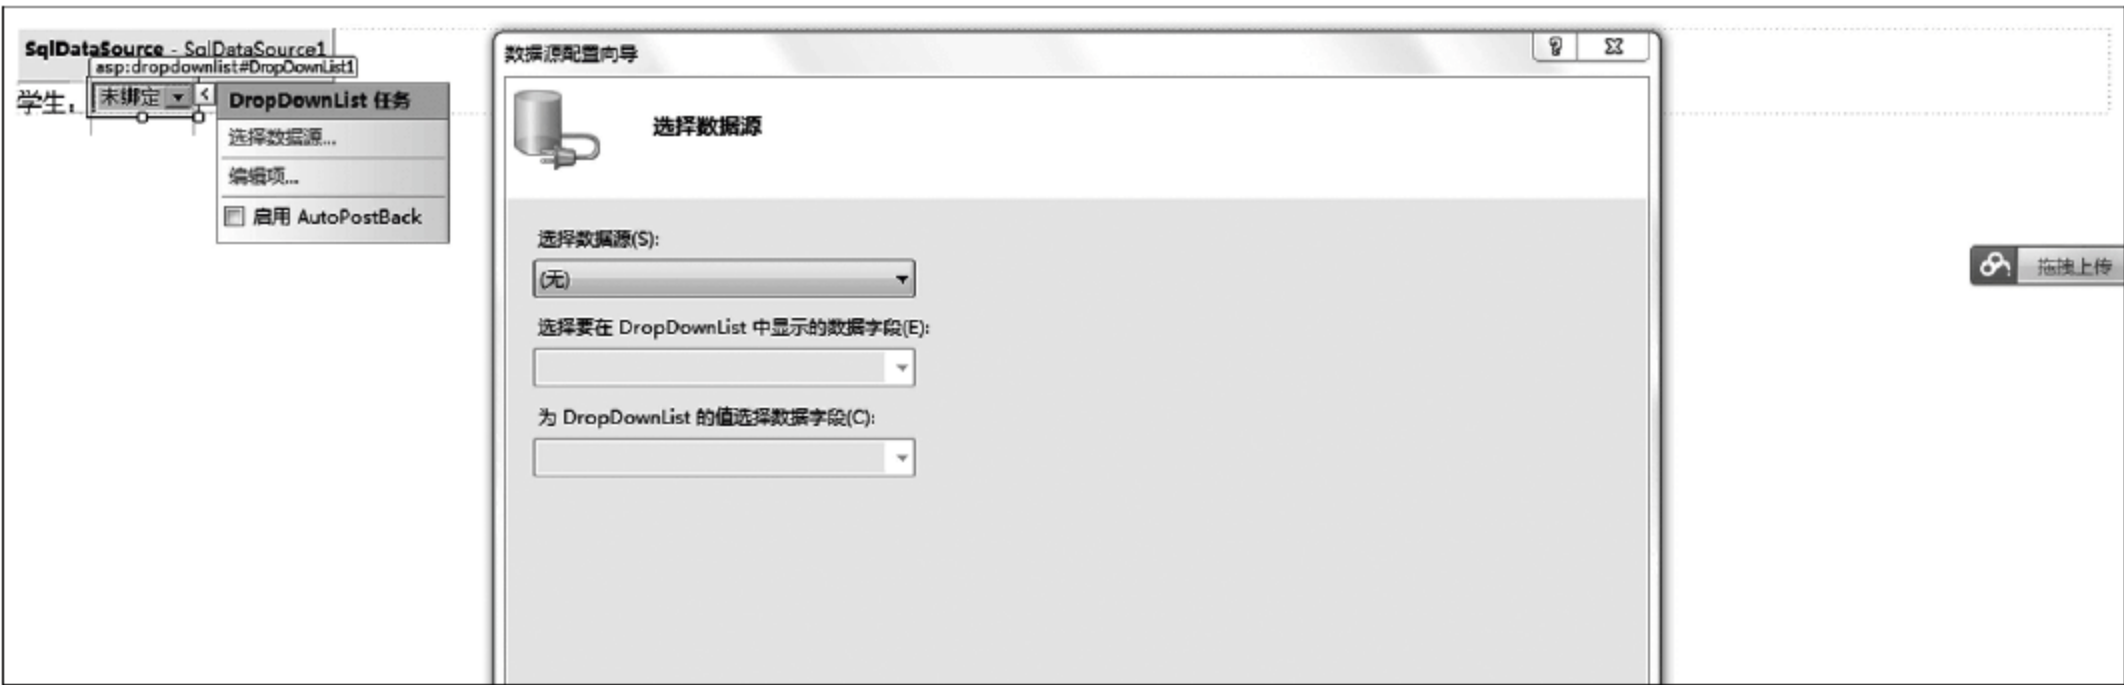 SqlDataSource - SqlDataSource1
asp:dropdownlist#DropDownList1
学生：
未绑定
DropDownList 任务
选择数据源...
编辑项...
启用 AutoPostBack
数据源配置向导
选择数据源
选择数据源(S):
(无)
选择要在 DropDownList 中显示的数据字段(E):
为 DropDownList 的值选择数据字段(C):
拖拽上传